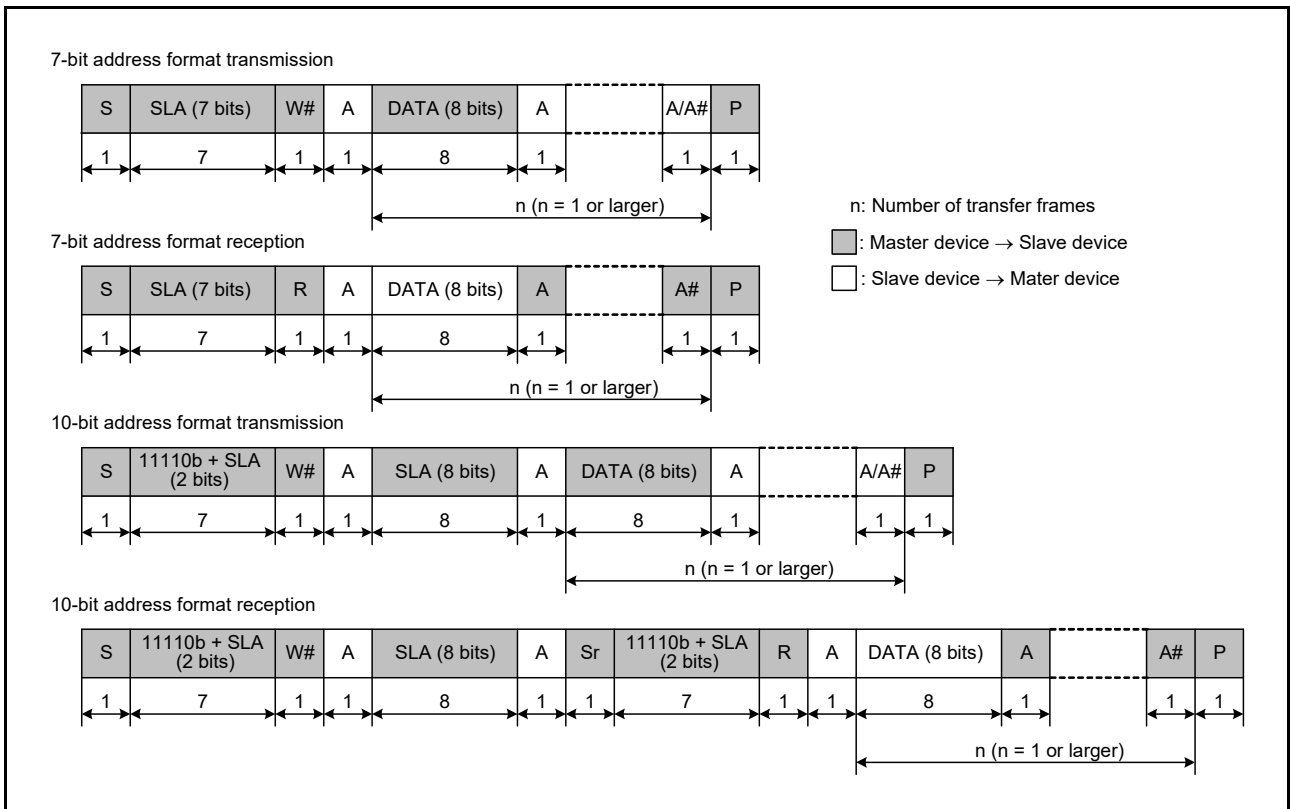 7-bit address format transmission
S SLA (7 bits) W# A DATA (8 bits) A A/A# P
1 7 1 1 8 1 1 1
n (n = 1 or larger)
n: Number of transfer frames
: Master device → Slave device
: Slave device → Mater device
7-bit address format reception
S SLA (7 bits) R A DATA (8 bits) A A# P
1 7 1 1 8 1 1 1
n (n = 1 or larger)
10-bit address format transmission
S 11110b + SLA (2 bits) W# A SLA (8 bits) A DATA (8 bits) A A/A# P
1 7 1 1 8 1 8 1 1 1
n (n = 1 or larger)
10-bit address format reception
S 11110b + SLA (2 bits) W# A SLA (8 bits) A Sr 11110b + SLA (2 bits) R A DATA (8 bits) A A# P
1 7 1 1 8 1 1 7 1 1 8 1 1 1
n (n = 1 or larger)